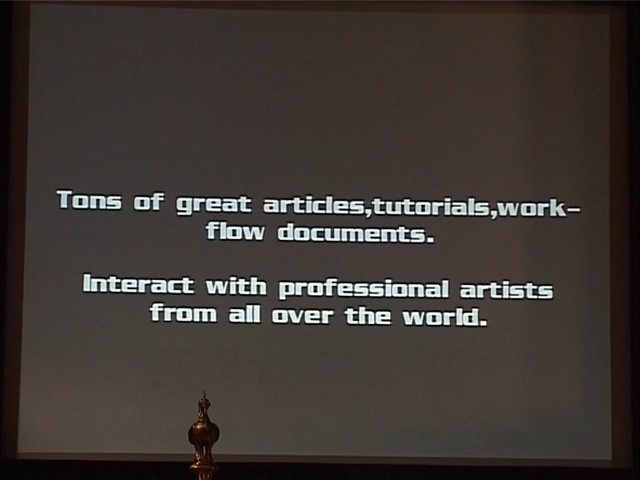 Tons of great articles,tutorials,work-
flow documents.
Interact with professional artists
from all over the world.